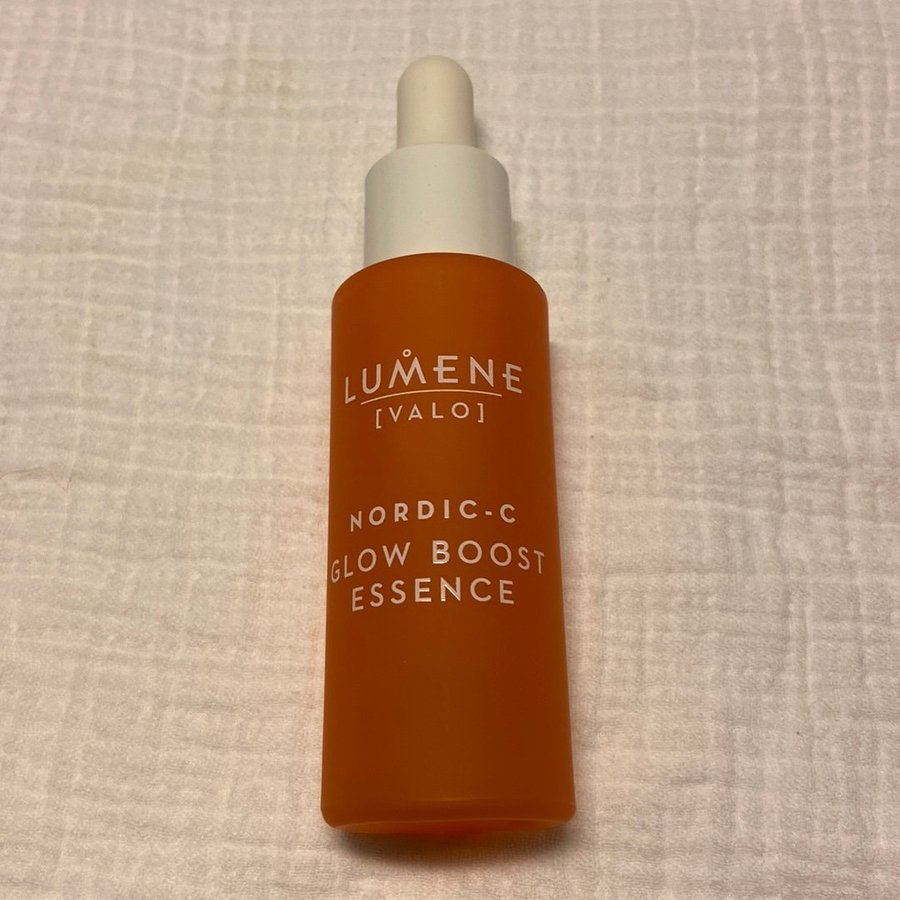 LUMENE
[VALO]
NORDIC-C
GLOW BOOST
ESSENCE